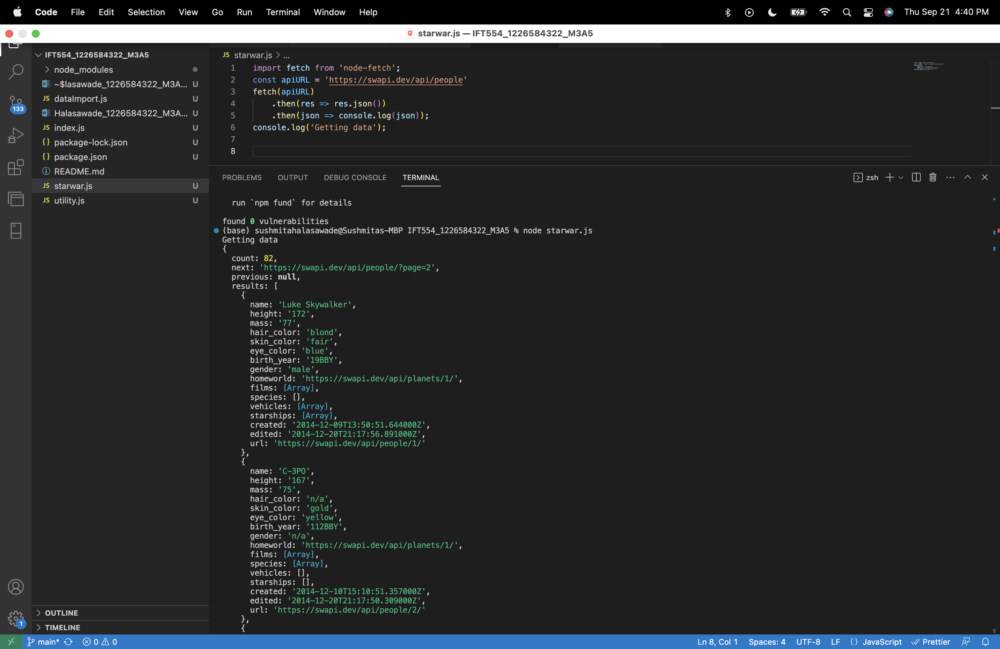 Code File Edit Selection View Go Run Terminal Window Help Thu Sep 21 4:40 PM
starwar.js — IFT554_1226584322_M3A5
133
1
IFT554_1226584322_M3A5
node_modules
~$lasawade_1226584322_M3A... U
JS dataImport.js U
Halasawade_1226584322_M3A... U
JS index.js U
{} package-lock.json U
{} package.json U
README.md
JS starwar.js U
JS utility.js U
OUTLINE
TIMELINE
JS starwar.js > ...
1 import fetch from 'node-fetch';
2 const apiURL = 'https://swapi.dev/api/people'
3 fetch(apiURL)
4     .then(res => res.json())
5     .then(json => console.log(json));
6 console.log('Getting data');
7
8
PROBLEMS OUTPUT DEBUG CONSOLE TERMINAL zsh
  run `npm fund` for details
found 0 vulnerabilities
(base) sushmitahalasawade@Sushmitas-MBP IFT554_1226584322_M3A5 % node starwar.js
Getting data
{
  count: 82,
  next: 'https://swapi.dev/api/people/?page=2',
  previous: null,
  results: [
    {
      name: 'Luke Skywalker',
      height: '172',
      mass: '77',
      hair_color: 'blond',
      skin_color: 'fair',
      eye_color: 'blue',
      birth_year: '19BBY',
      gender: 'male',
      homeworld: 'https://swapi.dev/api/planets/1/',
      films: [Array],
      species: [],
      vehicles: [Array],
      starships: [Array],
      created: '2014-12-09T13:50:51.644000Z',
      edited: '2014-12-20T21:17:56.891000Z',
      url: 'https://swapi.dev/api/people/1/'
    },
    {
      name: 'C-3PO',
      height: '167',
      mass: '75',
      hair_color: 'n/a',
      skin_color: 'gold',
      eye_color: 'yellow',
      birth_year: '112BBY',
      gender: 'n/a',
      homeworld: 'https://swapi.dev/api/planets/1/',
      films: [Array],
      species: [Array],
      vehicles: [],
      starships: [],
      created: '2014-12-10T15:10:51.357000Z',
      edited: '2014-12-20T21:17:50.309000Z',
      url: 'https://swapi.dev/api/people/2/'
    },
    {
main* 0 0 Ln 8, Col 1 Spaces: 4 UTF-8 LF {} JavaScript Prettier